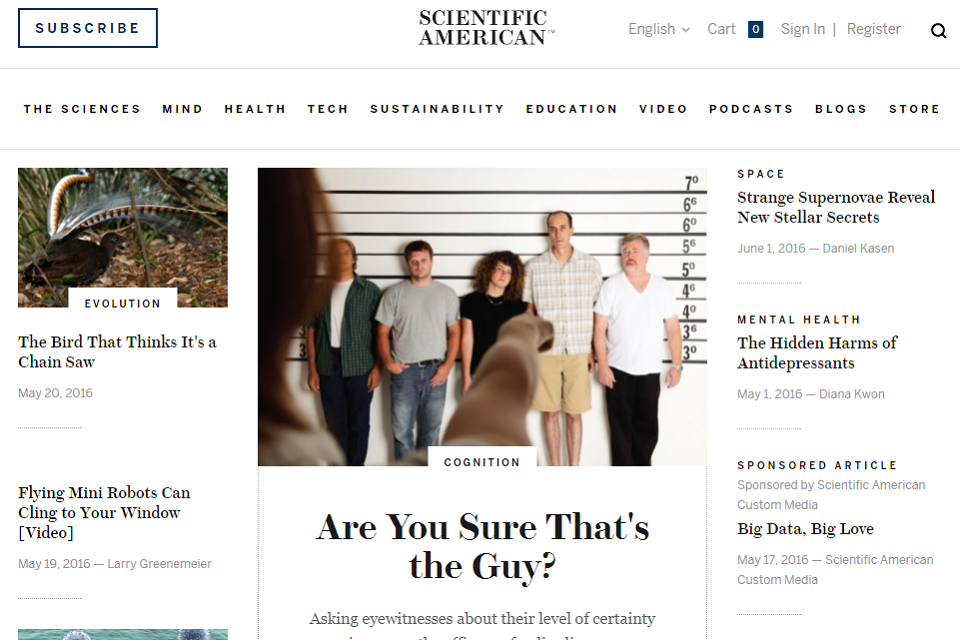 SUBSCRIBE
SCIENTIFIC
AMERICAN™
English
Cart 0
Sign In | Register
THE SCIENCES MIND HEALTH TECH SUSTAINABILITY EDUCATION VIDEO PODCASTS BLOGS STORE
EVOLUTION
The Bird That Thinks It's a
Chain Saw
May 20, 2016
Flying Mini Robots Can
Cling to Your Window
[Video]
May 19, 2016 — Larry Greenemeier
7⁰
6⁶
6⁰
5⁶
5⁰
4⁶
4⁰
3⁶
3⁰
3
COGNITION
Are You Sure That's
the Guy?
Asking eyewitnesses about their level of certainty
SPACE
Strange Supernovae Reveal
New Stellar Secrets
June 1, 2016 — Daniel Kasen
MENTAL HEALTH
The Hidden Harms of
Antidepressants
May 1, 2016 — Diana Kwon
SPONSORED ARTICLE
Sponsored by Scientific American
Custom Media
Big Data, Big Love
May 17, 2016 — Scientific American
Custom Media